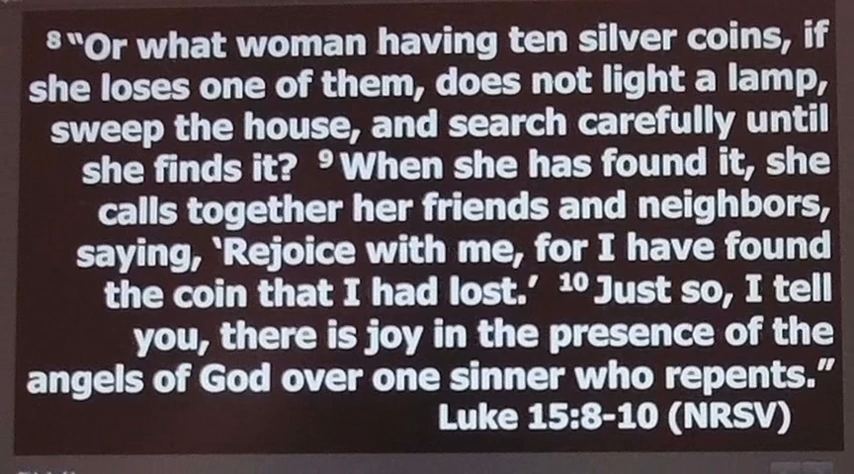 ⁸"Or what woman having ten silver coins, if
she loses one of them, does not light a lamp,
sweep the house, and search carefully until
she finds it? ⁹When she has found it, she
calls together her friends and neighbors,
saying, 'Rejoice with me, for I have found
the coin that I had lost.' ¹⁰Just so, I tell
you, there is joy in the presence of the
angels of God over one sinner who repents."
Luke 15:8-10 (NRSV)